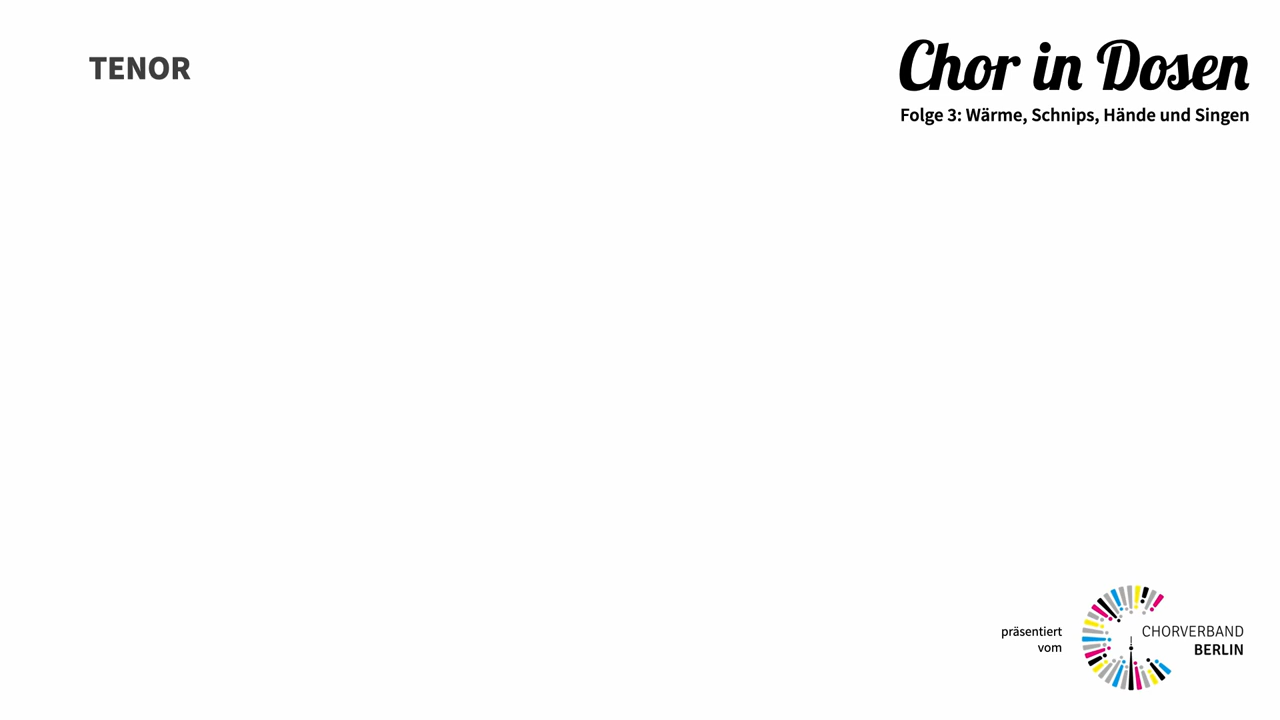 TENOR
Chor in Dosen
Folge 3: Wärme, Schnips, Hände und Singen
präsentiert
vom
CHORVERBAND
BERLIN